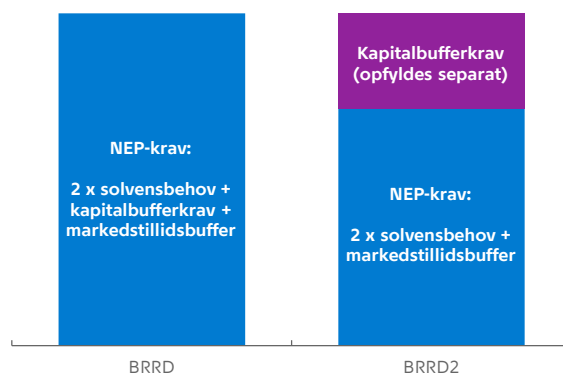 NEP-krav:
2 x solvensbehov +
kapitalbufferkrav +
markedstillidsbuffer
Kapitalbufferkrav
(opfyldes separat)
NEP-krav:
2 x solvensbehov +
markedstillidsbuffer
BRRD
BRRD2